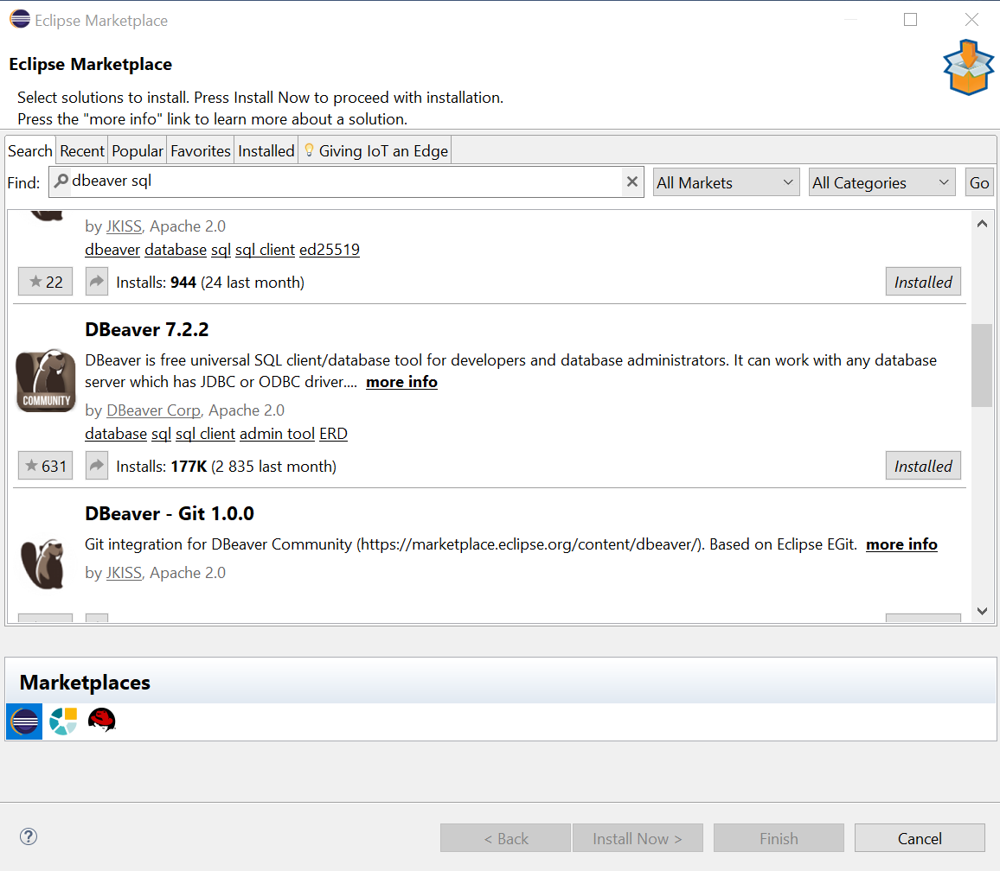 Eclipse Marketplace
Eclipse Marketplace
Select solutions to install. Press Install Now to proceed with installation.
Press the "more info" link to learn more about a solution.
Search Recent Popular Favorites Installed Giving IoT an Edge
Find: dbeaver sql All Markets All Categories Go
by JKISS, Apache 2.0
dbeaver database sql sql client ed25519
22 Installs: 944 (24 last month) Installed
DBeaver 7.2.2
DBeaver is free universal SQL client/database tool for developers and database administrators. It can work with any database
server which has JDBC or ODBC driver.... more info
COMMUNITY
by DBeaver Corp, Apache 2.0
database sql sql client admin tool ERD
631 Installs: 177K (2 835 last month) Installed
DBeaver - Git 1.0.0
Git integration for DBeaver Community (https://marketplace.eclipse.org/content/dbeaver/). Based on Eclipse EGit. more info
by JKISS, Apache 2.0
Marketplaces
? < Back Install Now > Finish Cancel